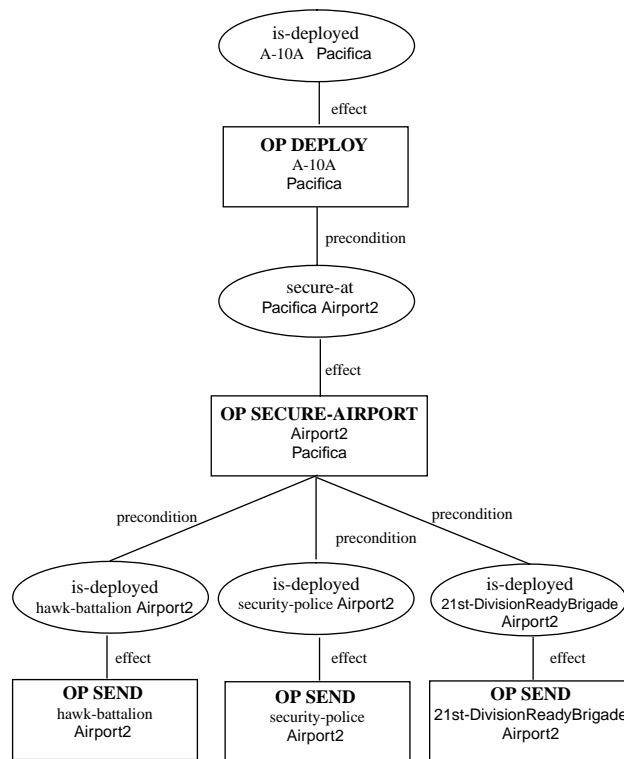 is-deployed
A-10A Pacifica
effect
OP DEPLOY
A-10A
Pacifica
precondition
secure-at
Pacifica Airport2
effect
OP SECURE-AIRPORT
Airport2
Pacifica
precondition
precondition
precondition
is-deployed
hawk-battalion Airport2
is-deployed
security-police Airport2
is-deployed
21st-DivisionReadyBrigade
Airport2
effect
effect
effect
OP SEND
hawk-battalion
Airport2
OP SEND
security-police
Airport2
OP SEND
21st-DivisionReadyBrigade
Airport2